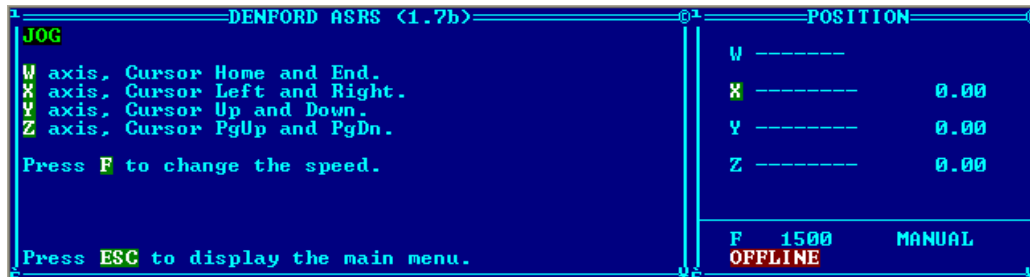 DENFORD ASRS (1.7b)
JOG
W axis, Cursor Home and End.
X axis, Cursor Left and Right.
Y axis, Cursor Up and Down.
Z axis, Cursor PgUp and PgDn.
Press F to change the speed.
Press ESC to display the main menu.
POSITION
W --------
X -------- 0.00
Y -------- 0.00
Z -------- 0.00
F 1500 MANUAL
OFFLINE